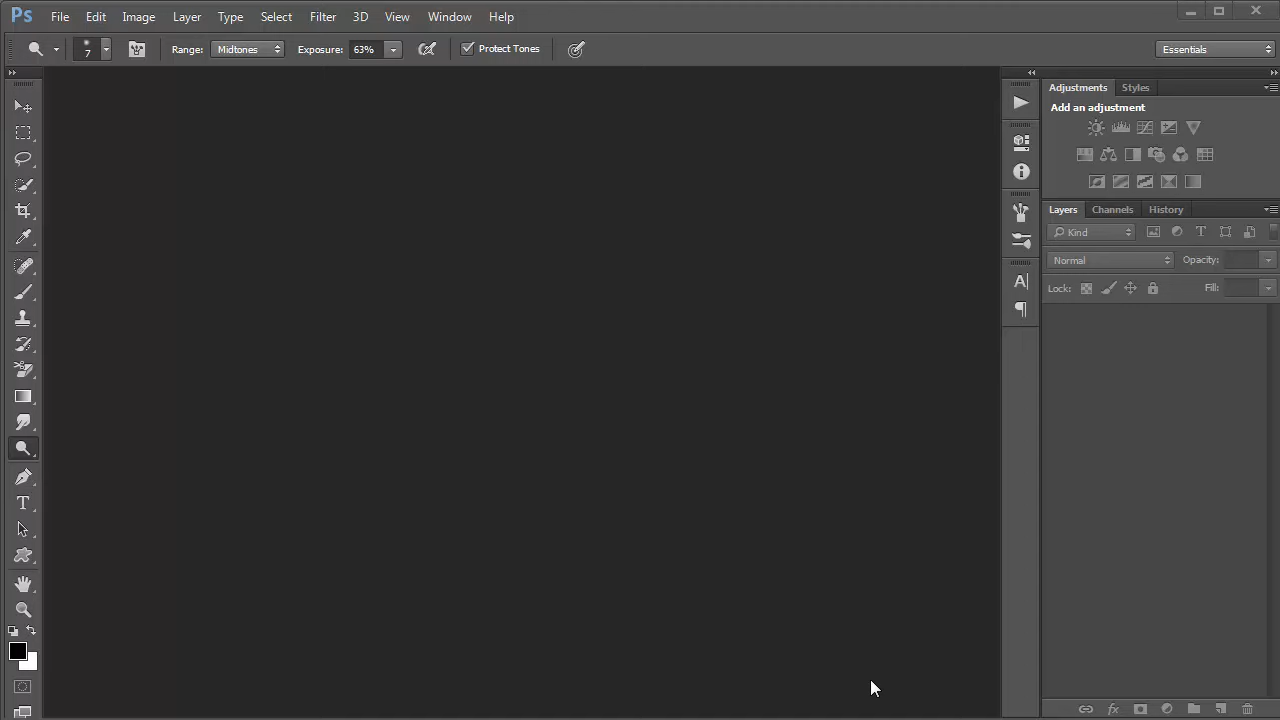 Ps File Edit Image Layer Type Select Filter 3D View Window Help
7 Range: Midtones Exposure: 63% Protect Tones Essentials
Adjustments Styles
Add an adjustment
Layers Channels History
Kind T
Normal Opacity:
Lock: Fill:
A
T
fx